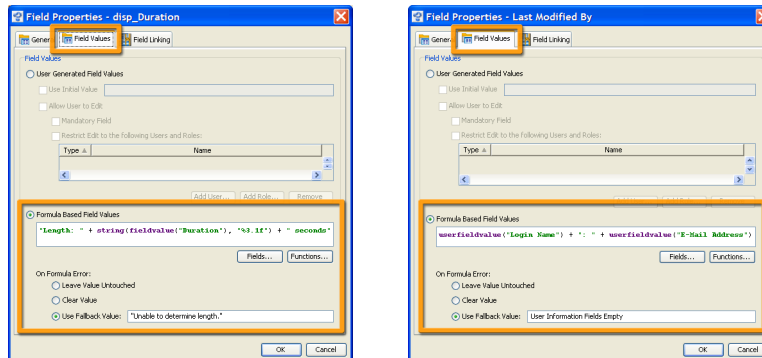 Field Properties - disp_Duration
General
Field Values
Field Linking
Field Values
User Generated Field Values
Use Initial Value
Allow User to Edit
Mandatory Field
Restrict Edit to the following Users and Roles:
Type Name
Add User... Add Role... Remove
Formula Based Field Values
"Length: " + string(fieldvalue("Duration"), "%3.1f") + " seconds"
Fields... Functions...
On Formula Error:
Leave Value Untouched
Clear Value
Use Fallback Value: "Unable to determine length."
OK Cancel
Field Properties - Last Modified By
General
Field Values
Field Linking
Field Values
User Generated Field Values
Use Initial Value
Allow User to Edit
Mandatory Field
Restrict Edit to the following Users and Roles:
Type Name
Formula Based Field Values
userfieldvalue("Login Name") + ": " + userfieldvalue("E-Mail Address")
Fields... Functions...
On Formula Error:
Leave Value Untouched
Clear Value
Use Fallback Value: User Information Fields Empty
OK Cancel